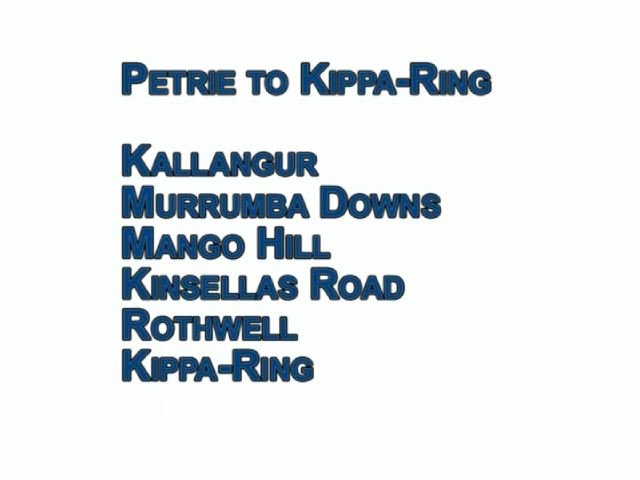 Petrie to Kippa-Ring
Kallangur
Murrumba Downs
Mango Hill
Kinsellas Road
Rothwell
Kippa-Ring